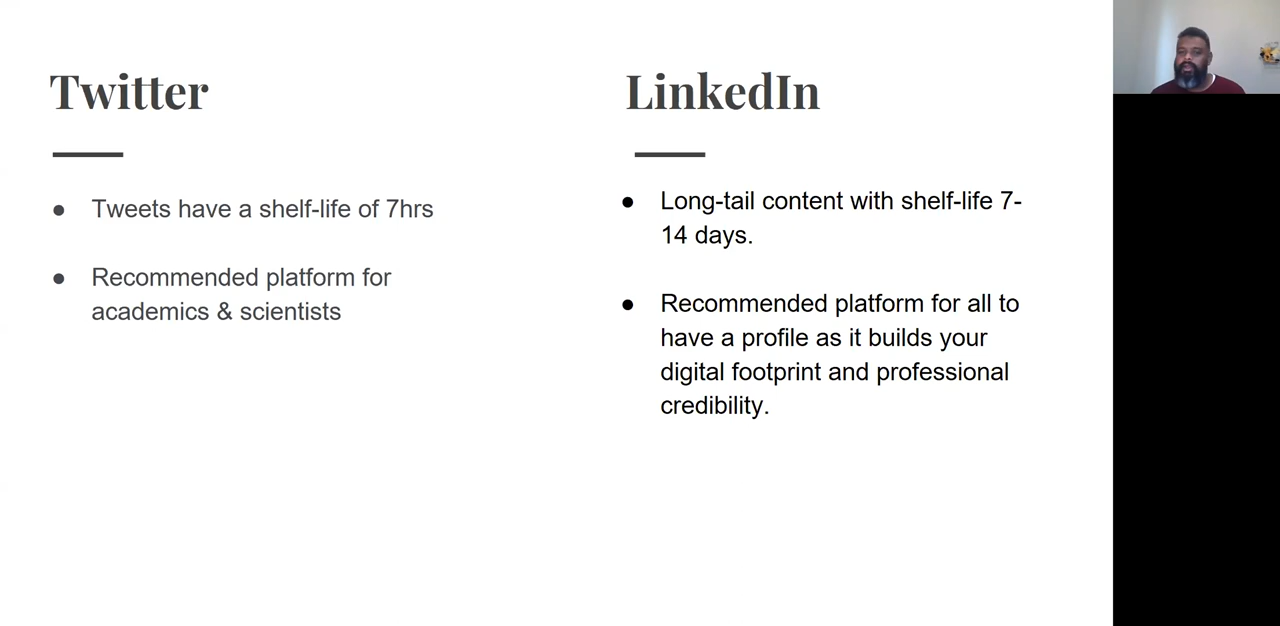 Twitter
Tweets have a shelf-life of 7hrs
Recommended platform for
academics & scientists
LinkedIn
Long-tail content with shelf-life 7-
14 days.
Recommended platform for all to
have a profile as it builds your
digital footprint and professional
credibility.